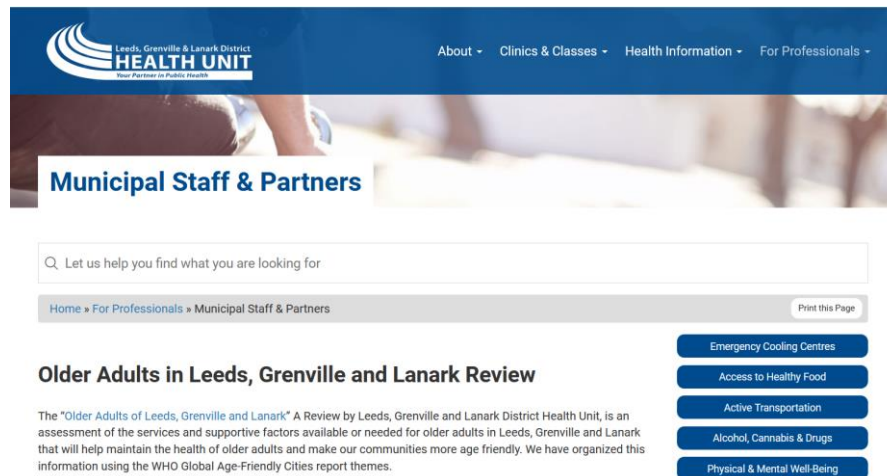 Leeds, Grenville & Lanark District
HEALTH UNIT
Your Partner in Public Health
About
Clinics & Classes
Health Information
For Professionals
Municipal Staff & Partners
Let us help you find what you are looking for
Home » For Professionals » Municipal Staff & Partners
Print this Page
Older Adults in Leeds, Grenville and Lanark Review
The "Older Adults of Leeds, Grenville and Lanark" A Review by Leeds, Grenville and Lanark District Health Unit, is an
assessment of the services and supportive factors available or needed for older adults in Leeds, Grenville and Lanark
that will help maintain the health of older adults and make our communities more age friendly. We have organized this
information using the WHO Global Age-Friendly Cities report themes.
Emergency Cooling Centres
Access to Healthy Food
Active Transportation
Alcohol, Cannabis & Drugs
Physical & Mental Well-Being